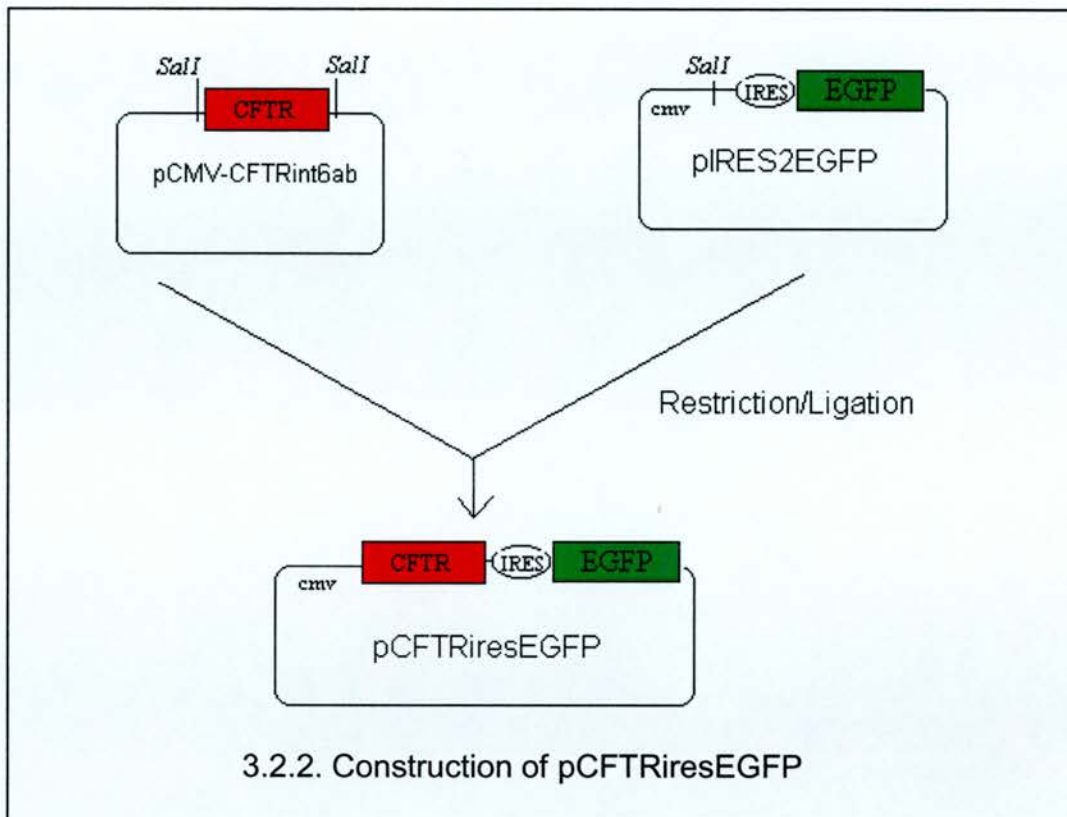 SalI SalI
CFTR
pCMV-CFTRint6ab
SalI
cmv IRES EGFP
pIRES2EGFP
Restriction/Ligation
cmv CFTR IRES EGFP
pCFTRiresEGFP
3.2.2. Construction of pCFTRiresEGFP